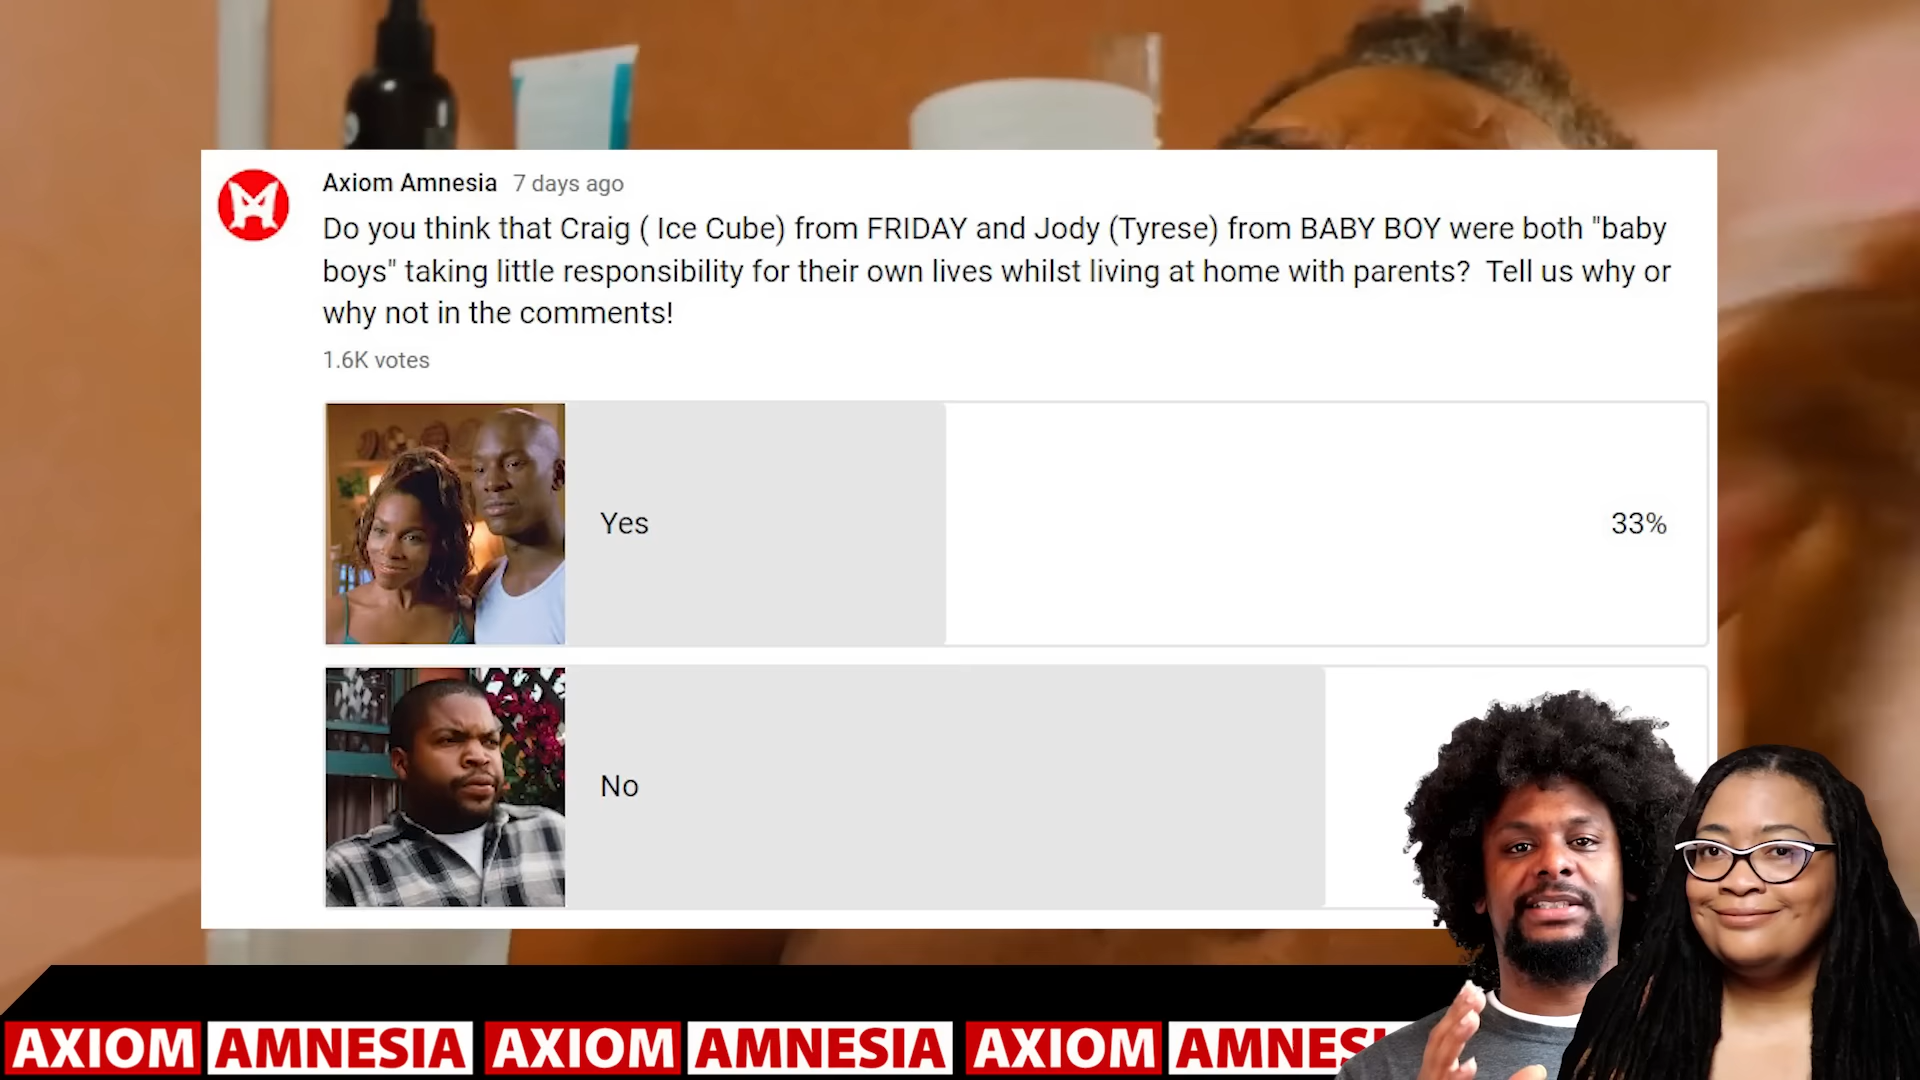 Axiom Amnesia 7 days ago
Do you think that Craig ( Ice Cube) from FRIDAY and Jody (Tyrese) from BABY BOY were both "baby
boys" taking little responsibility for their own lives whilst living at home with parents?  Tell us why or
why not in the comments!
1.6K votes
Yes 33%
No
AXIOM AMNESIA AXIOM AMNESIA AXIOM AMNESI